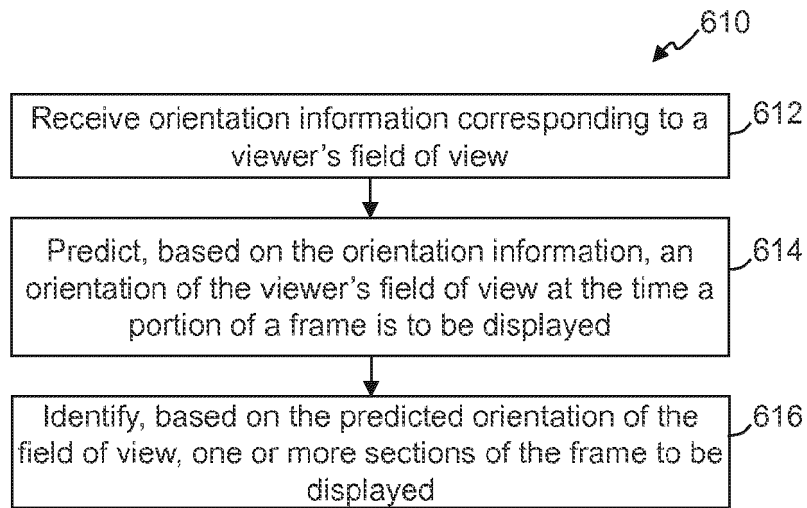 610
Receive orientation information corresponding to a
viewer's field of view
612
Predict, based on the orientation information, an
orientation of the viewer's field of view at the time a
portion of a frame is to be displayed
614
Identify, based on the predicted orientation of the
field of view, one or more sections of the frame to be
displayed
616